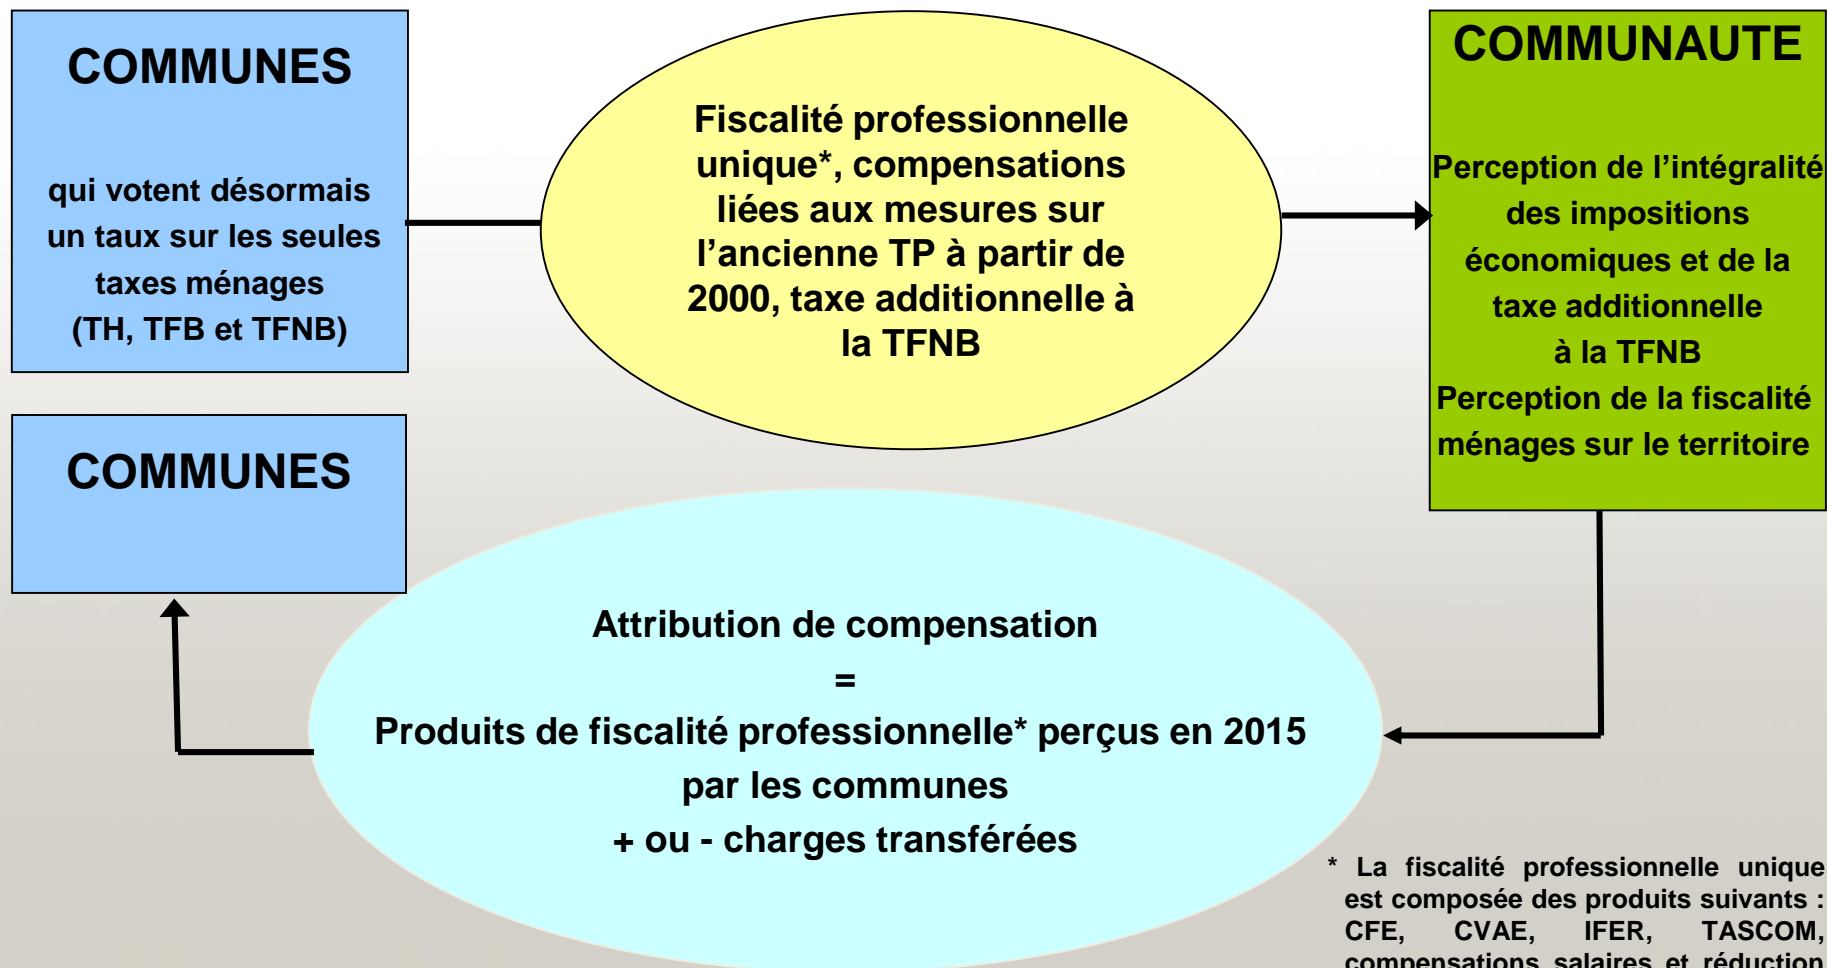 COMMUNES
qui votent désormais
un taux sur les seules
taxes ménages
(TH, TFB et TFNB)
Fiscalité professionnelle
unique*, compensations
liées aux mesures sur
l’ancienne TP à partir de
2000, taxe additionnelle à
la TFNB
COMMUNAUTE
Perception de l’intégralité
des impositions
économiques et de la
taxe additionnelle
à la TFNB
Perception de la fiscalité
ménages sur le territoire
COMMUNES
Attribution de compensation
=
Produits de fiscalité professionnelle* perçus en 2015
par les communes
+ ou - charges transférées
* La fiscalité professionnelle unique
est composée des produits suivants :
CFE, CVAE, IFER, TASCOM,
compensations salaires et réduction